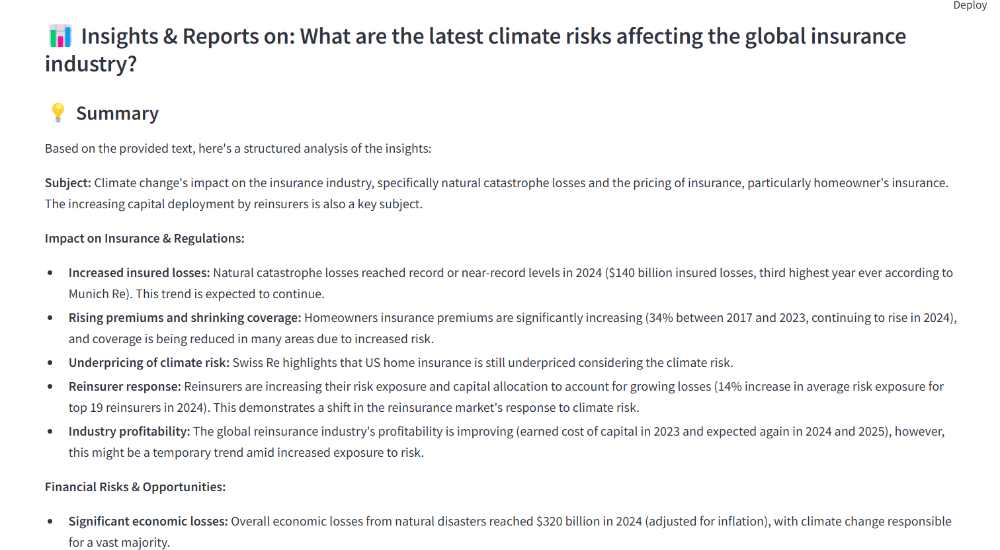 Deploy
Insights & Reports on: What are the latest climate risks affecting the global insurance
industry?
Summary
Based on the provided text, here's a structured analysis of the insights:
Subject: Climate change's impact on the insurance industry, specifically natural catastrophe losses and the pricing of insurance, particularly homeowner's insurance.
The increasing capital deployment by reinsurers is also a key subject.
Impact on Insurance & Regulations:
• Increased insured losses: Natural catastrophe losses reached record or near-record levels in 2024 ($140 billion insured losses, third highest year ever according to
Munich Re). This trend is expected to continue.
• Rising premiums and shrinking coverage: Homeowners insurance premiums are significantly increasing (34% between 2017 and 2023, continuing to rise in 2024),
and coverage is being reduced in many areas due to increased risk.
• Underpricing of climate risk: Swiss Re highlights that US home insurance is still underpriced considering the climate risk.
• Reinsurer response: Reinsurers are increasing their risk exposure and capital allocation to account for growing losses (14% increase in average risk exposure for
top 19 reinsurers in 2024). This demonstrates a shift in the reinsurance market's response to climate risk.
• Industry profitability: The global reinsurance industry's profitability is improving (earned cost of capital in 2023 and expected again in 2024 and 2025), however,
this might be a temporary trend amid increased exposure to risk.
Financial Risks & Opportunities:
• Significant economic losses: Overall economic losses from natural disasters reached $320 billion in 2024 (adjusted for inflation), with climate change responsible
for a vast majority.